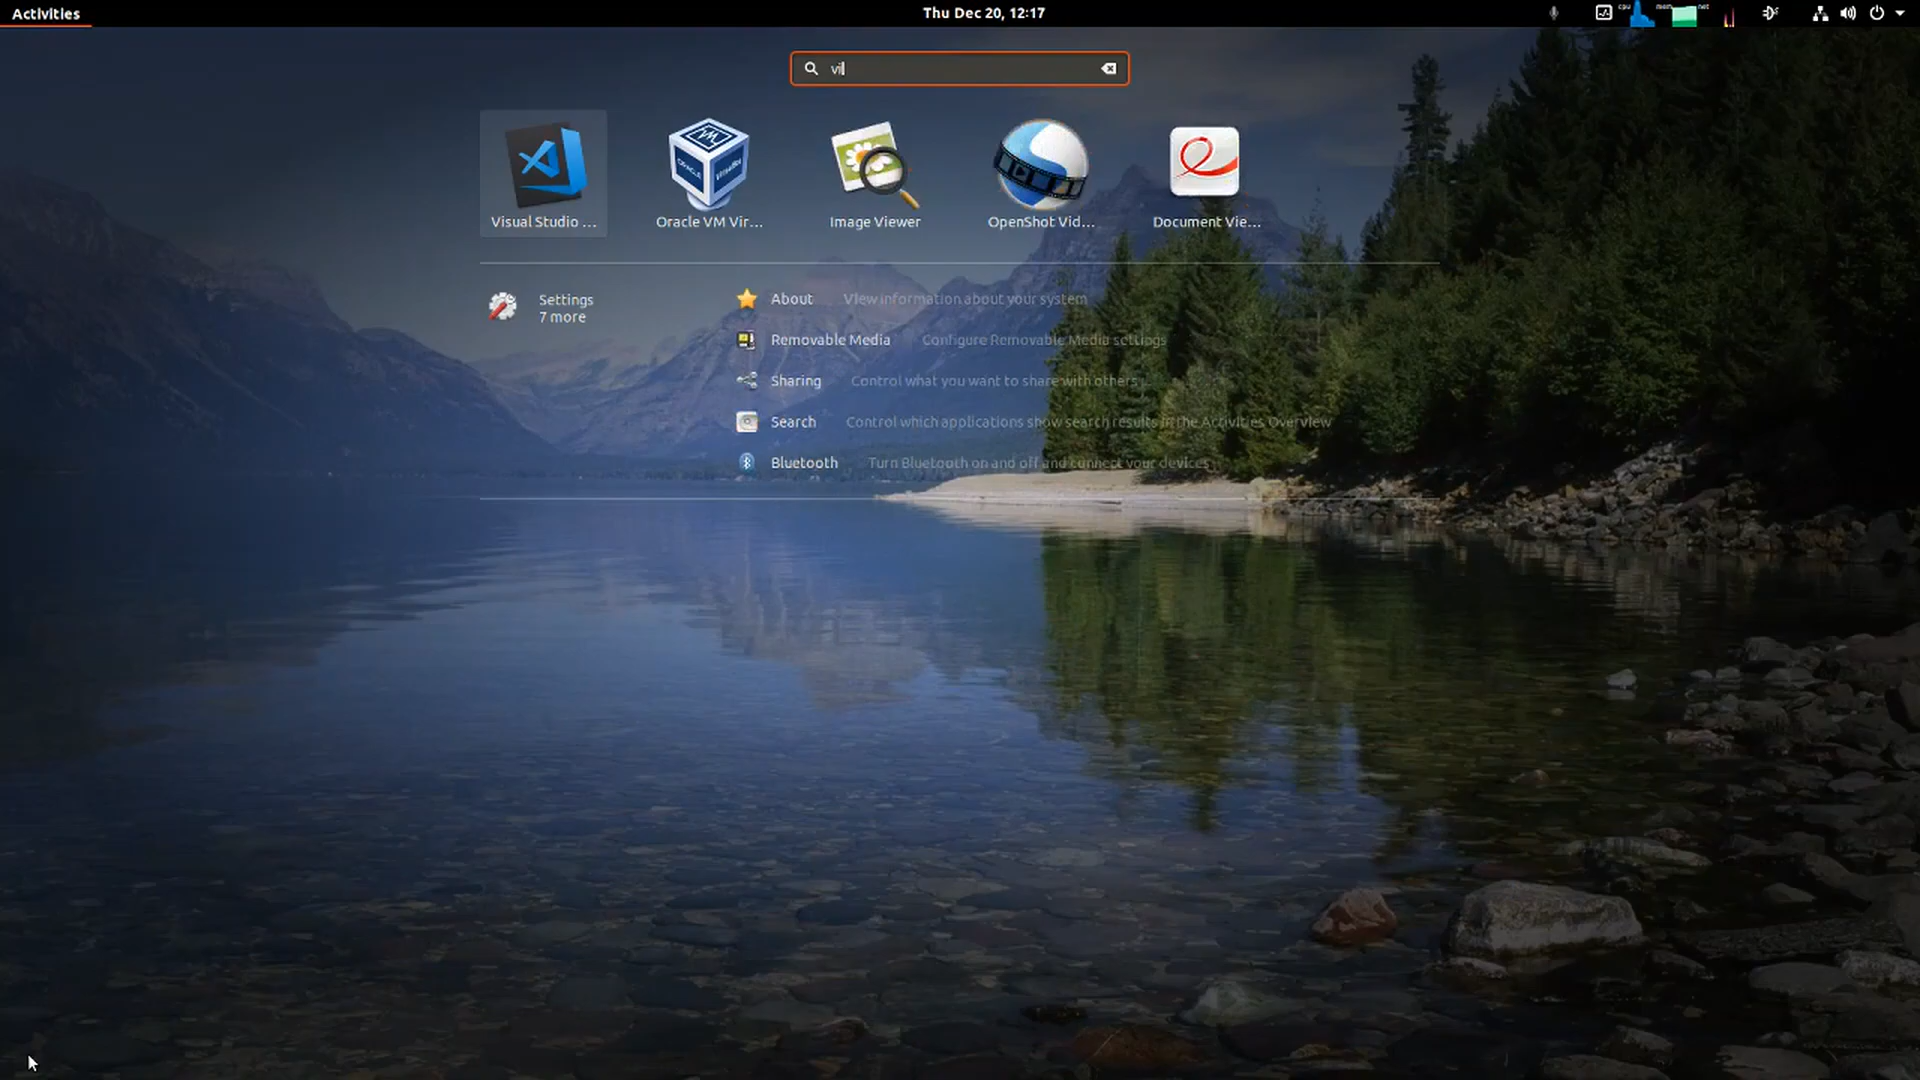 Activities
Thu Dec 20, 12:17
cpu
mem
net
vi
Visual Studio ...
Oracle VM Vir...
Image Viewer
OpenShot Vid...
Document Vie...
Settings
7 more
About View information about your system
Removable Media Configure Removable Media settings
Sharing Control what you want to share with others
Search Control which applications show search results in the Activities Overview
Bluetooth Turn Bluetooth on and off and connect your devices